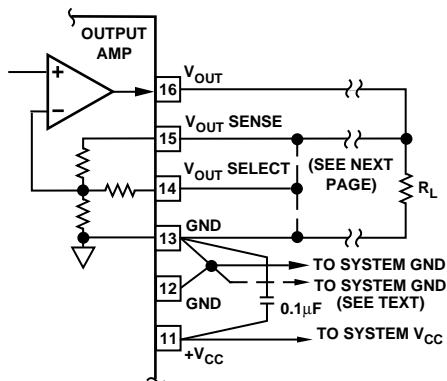 OUTPUT
AMP
+
−
16
VOUT
15
VOUT SENSE
14
VOUT SELECT
(SEE NEXT
PAGE)
RL
13
GND
12
GND
TO SYSTEM GND
TO SYSTEM GND
(SEE TEXT)
0.1µF
11
+VCC
TO SYSTEM VCC